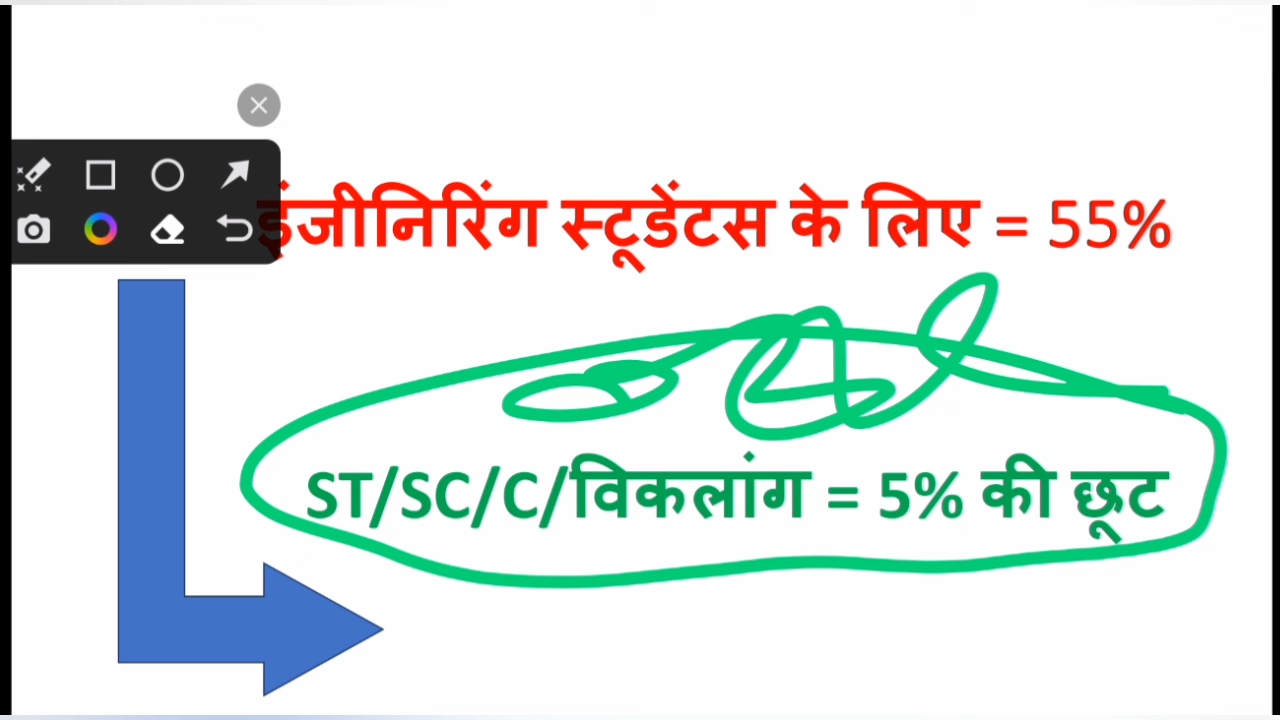 इंजीनिरिंग स्टूडेंटस के लिए = 55%
ST/SC/C/विकलांग = 5% की छूट